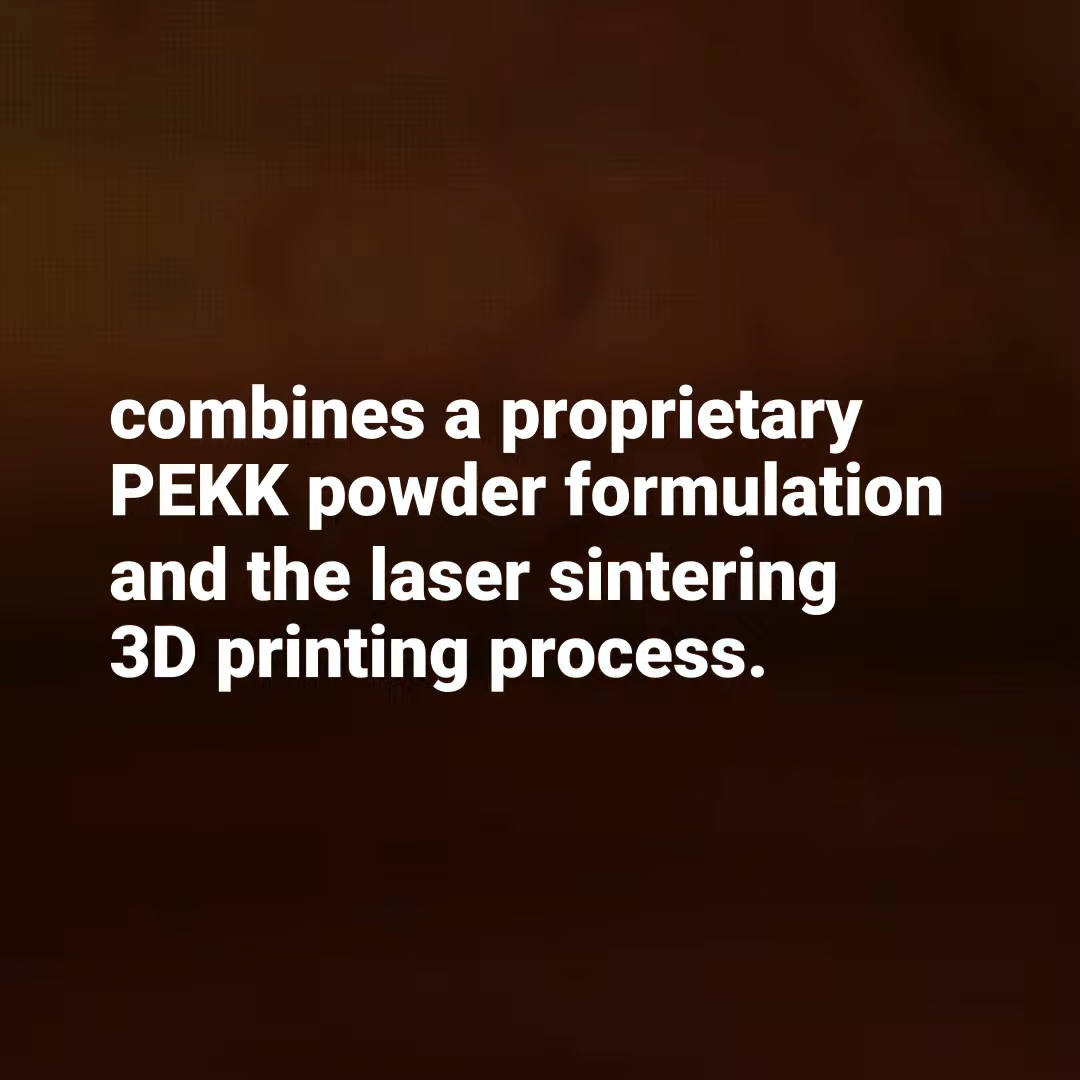 combines a proprietary
PEKK powder formulation
and the laser sintering
3D printing process.